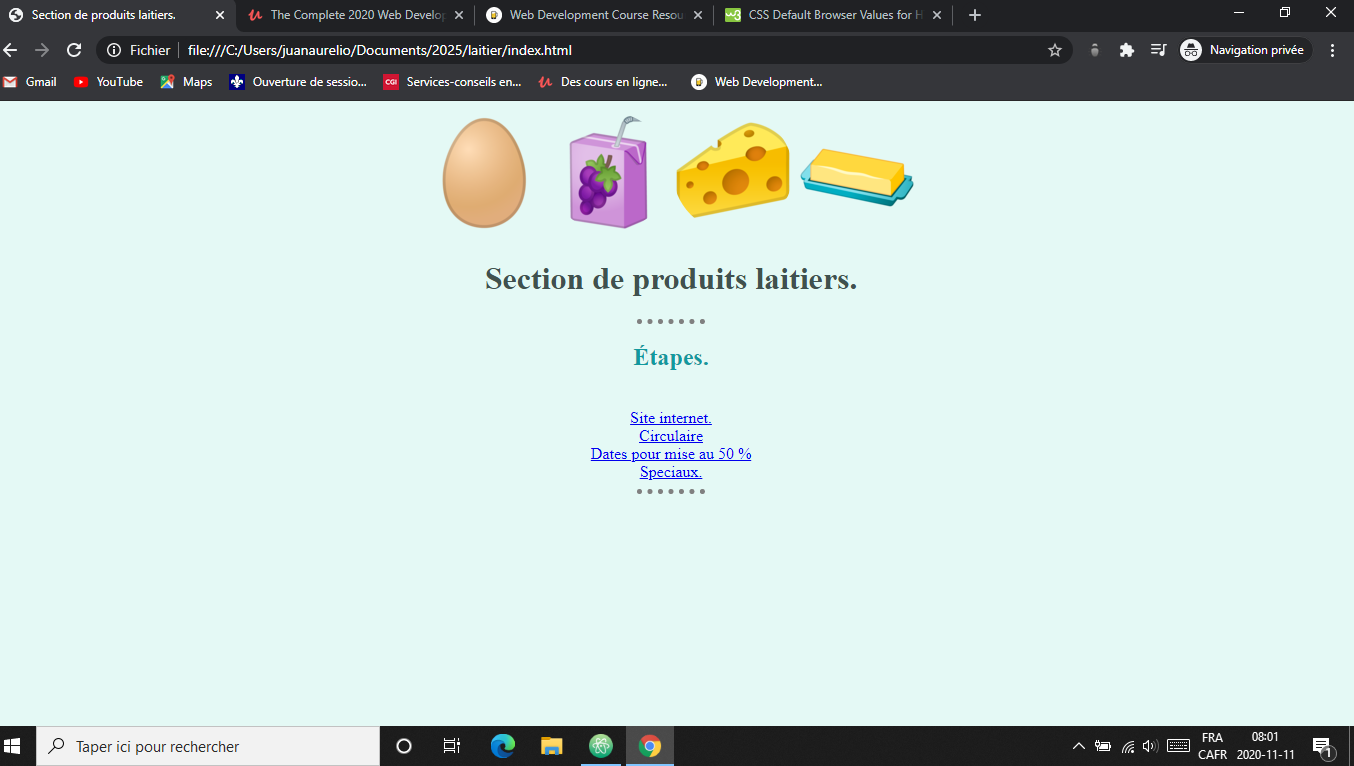 Section de produits laitiers.
The Complete 2020 Web Develop
Web Development Course Resou
CSS Default Browser Values for H
Fichier
file:///C:/Users/juanaurelio/Documents/2025/laitier/index.html
Navigation privée
Gmail
YouTube
Maps
Ouverture de sessio...
CGI
Services-conseils en...
Des cours en ligne...
Web Development...
Section de produits laitiers.
Étapes.
Site internet.
Circulaire
Dates pour mise au 50 %
Speciaux.
Taper ici pour rechercher
FRA
CAFR
08:01
2020-11-11
1